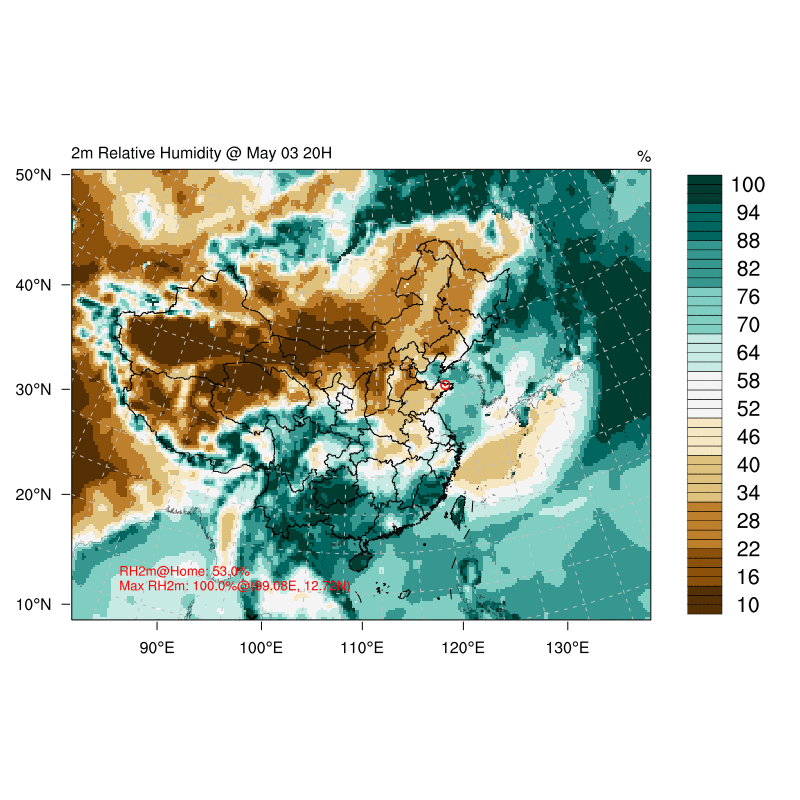 2m Relative Humidity @ May 03 20H
%
50°N
40°N
30°N
20°N
10°N
90°E
100°E
110°E
120°E
130°E
100
94
88
82
76
70
64
58
52
46
40
34
28
22
16
10
RH2m@Home: 53.0%
Max RH2m: 100.0%@(99.08E, 12.72N)